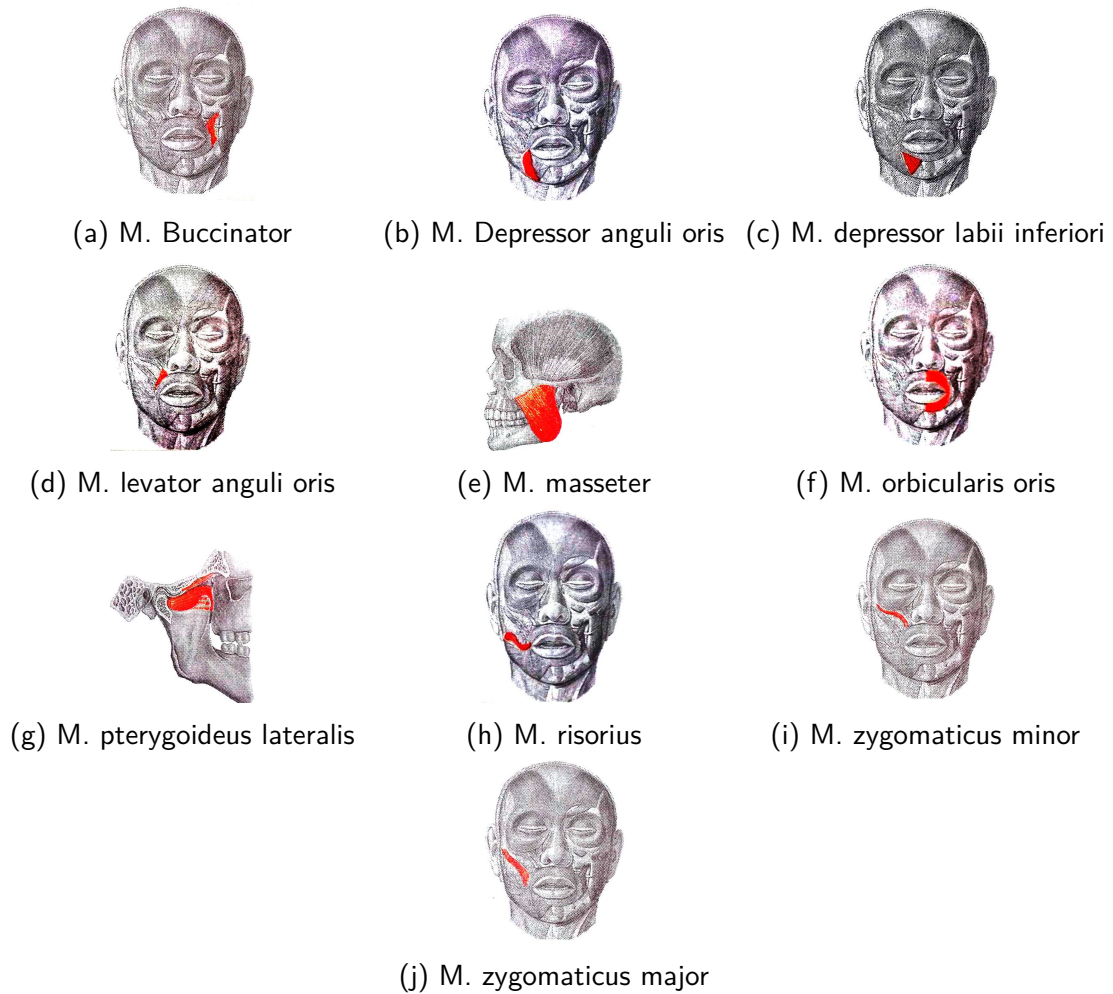 (a) M. Buccinator
(b) M. Depressor anguli oris
(c) M. depressor labii inferiori
(d) M. levator anguli oris
(e) M. masseter
(f) M. orbicularis oris
(g) M. pterygoideus lateralis
(h) M. risorius
(i) M. zygomaticus minor
(j) M. zygomaticus major